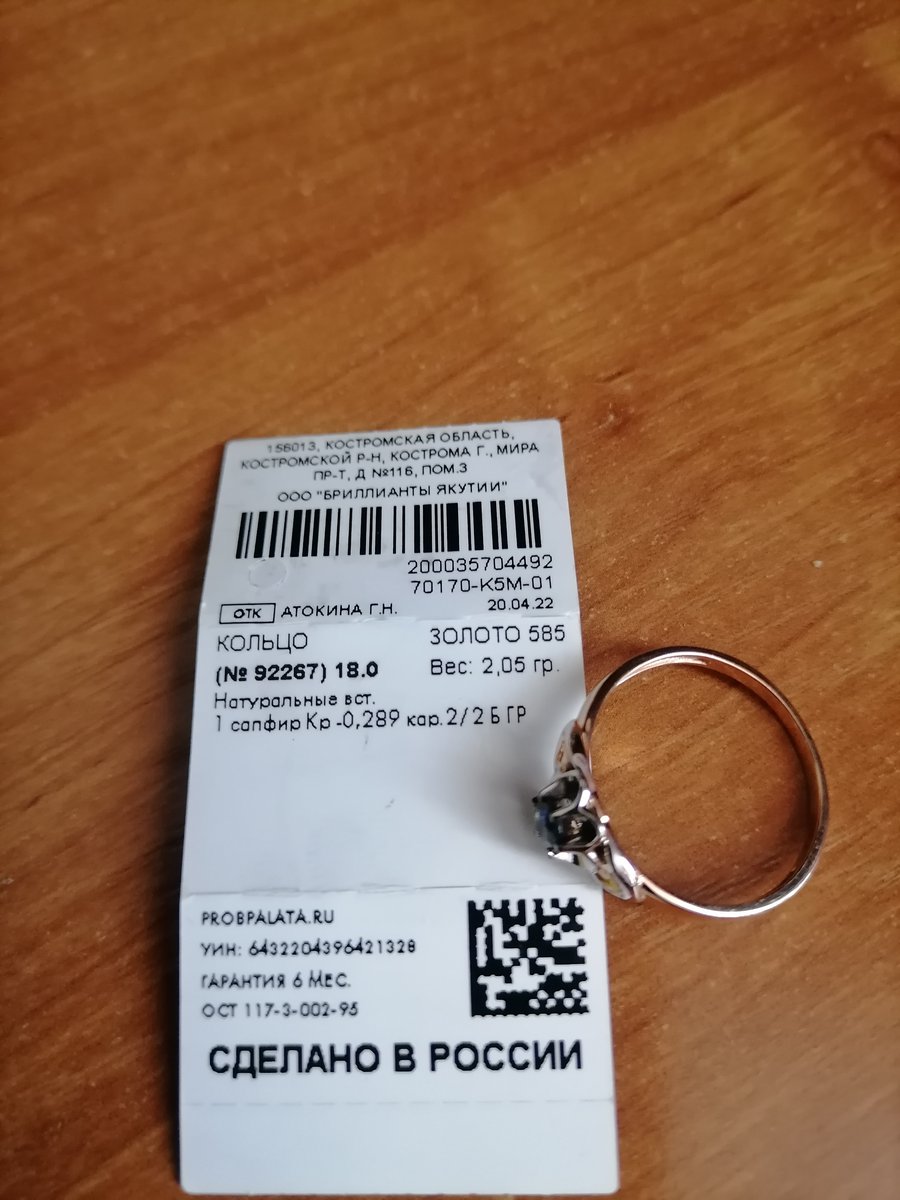 156013, КОСТРОМСКАЯ ОБЛАСТЬ,
КОСТРОМСКОЙ Р-Н, КОСТРОМА Г., МИРА
ПР-Т, Д №116, ПОМ.3
ООО "БРИЛЛИАНТЫ ЯКУТИИ"
200035704492
70170-К5М-01
ОТК АТОКИНА Г.Н. 20.04.22
КОЛЬЦО ЗОЛОТО 585
(№ 92267) 18.0 Вес: 2,05 гр.
Натуральные вст.
1 сапфир Кр -0,289 кар. 2/2 Б ГР
PROBPALATA.RU
УИН: 6432204396421328
ГАРАНТИЯ 6 МЕС.
ОСТ 117-3-002-95
СДЕЛАНО В РОССИИ